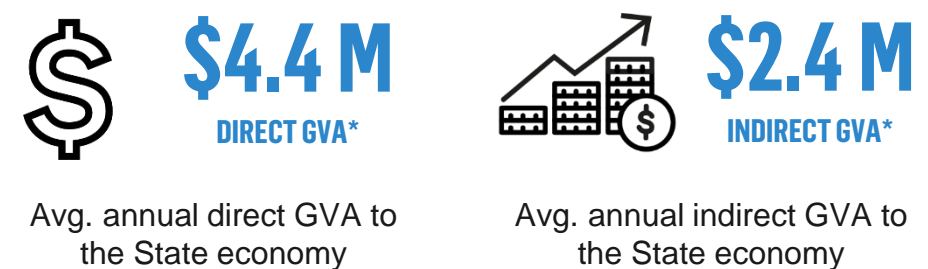 $4.4 M
DIRECT GVA*
Avg. annual direct GVA to
the State economy
$2.4 M
INDIRECT GVA*
Avg. annual indirect GVA to
the State economy